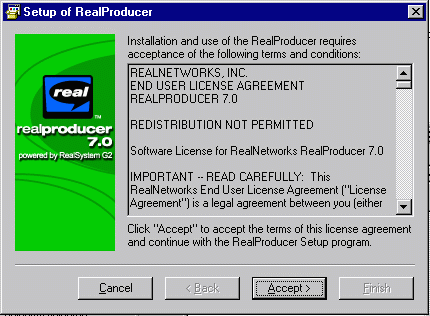 Setup of RealProducer
Installation and use of the RealProducer requires
acceptance of the following terms and conditions:
real
realproducer
7.0
powered by RealSystem G2
REALNETWORKS, INC.
END USER LICENSE AGREEMENT
REALPRODUCER 7.0
REDISTRIBUTION NOT PERMITTED
Software License for RealNetworks RealProducer 7.0
IMPORTANT -- READ CAREFULLY:  This
RealNetworks End User License Agreement ("License
Agreement") is a legal agreement between you (either
Click "Accept" to accept the terms of this license agreement
and continue with the RealProducer Setup program.
Cancel
< Back
Accept >
Finish